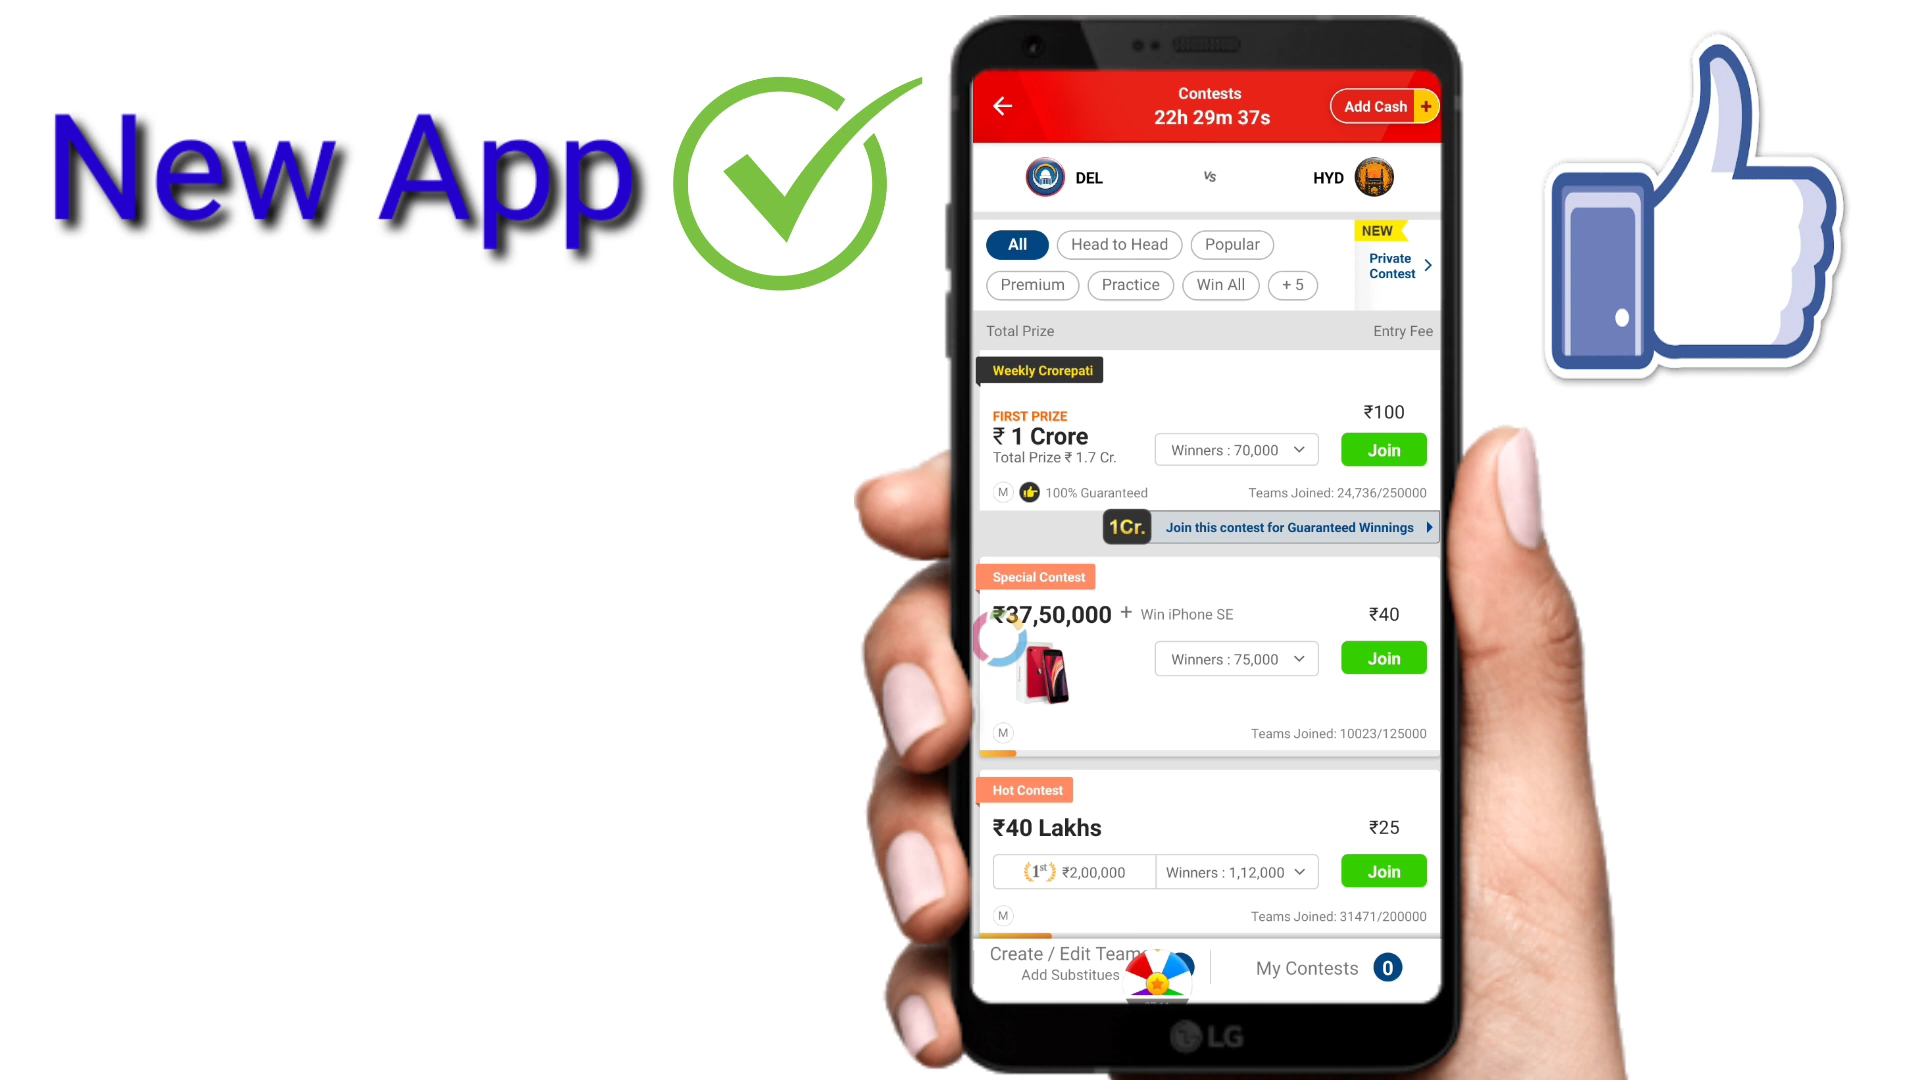 New App
Contests
22h 29m 37s
Add Cash +
DEL
Vs
HYD
All
Head to Head
Popular
NEW
Private
Contest
Premium
Practice
Win All
+ 5
Total Prize
Entry Fee
Weekly Crorepati
FIRST PRIZE
₹ 1 Crore
Total Prize ₹ 1.7 Cr.
Winners : 70,000
₹100
Join
M
100% Guaranteed
Teams Joined: 24,736/250000
1Cr.
Join this contest for Guaranteed Winnings
Special Contest
₹37,50,000 + Win iPhone SE
₹40
Winners : 75,000
Join
M
Teams Joined: 10023/125000
Hot Contest
₹40 Lakhs
₹25
1st ₹2,00,000
Winners : 1,12,000
Join
M
Teams Joined: 31471/200000
Create / Edit Team
Add Substitues
My Contests 0
LG